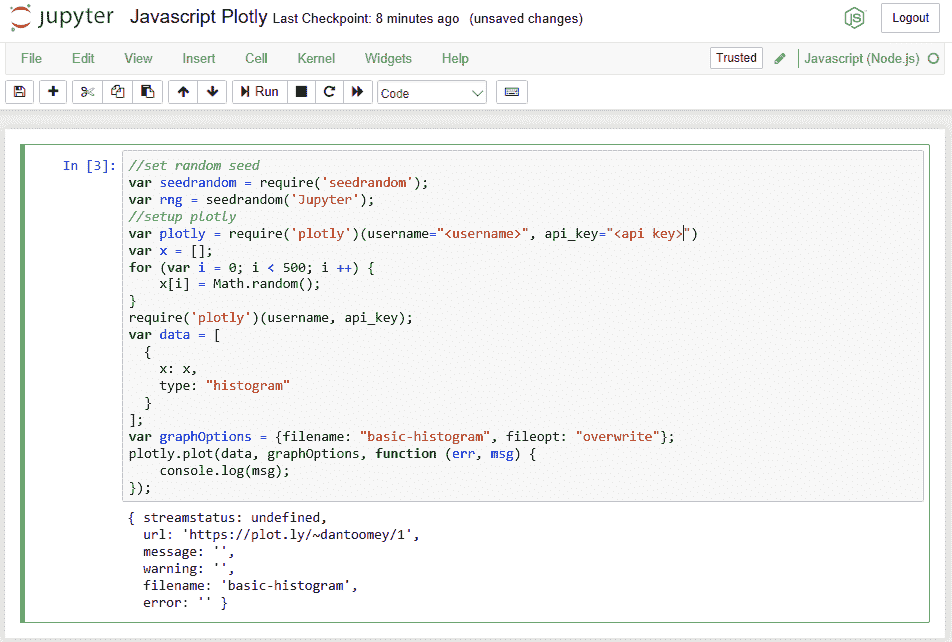 jupyter Javascript Plotly Last Checkpoint: 8 minutes ago (unsaved changes) JS Logout
File Edit View Insert Cell Kernel Widgets Help Trusted Javascript (Node.js)
Run Code
In [3]: //set random seed
var seedrandom = require('seedrandom');
var rng = seedrandom('Jupyter');
//setup plotly
var plotly = require('plotly')(username="<username>", api_key="<api key>")
var x = [];
for (var i = 0; i < 500; i ++) {
    x[i] = Math.random();
}
require('plotly')(username, api_key);
var data = [
  {
    x: x,
    type: "histogram"
  }
];
var graphOptions = {filename: "basic-histogram", fileopt: "overwrite"};
plotly.plot(data, graphOptions, function (err, msg) {
    console.log(msg);
});
{ streamstatus: undefined,
  url: 'https://plot.ly/~dantoomey/1',
  message: '',
  warning: '',
  filename: 'basic-histogram',
  error: '' }